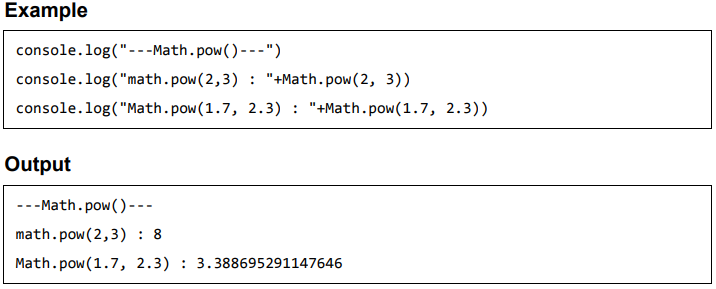 Example
console.log("---Math.pow()---")
console.log("math.pow(2,3) : "+Math.pow(2, 3))
console.log("Math.pow(1.7, 2.3) : "+Math.pow(1.7, 2.3))
Output
---Math.pow()---
math.pow(2,3) : 8
Math.pow(1.7, 2.3) : 3.388695291147646